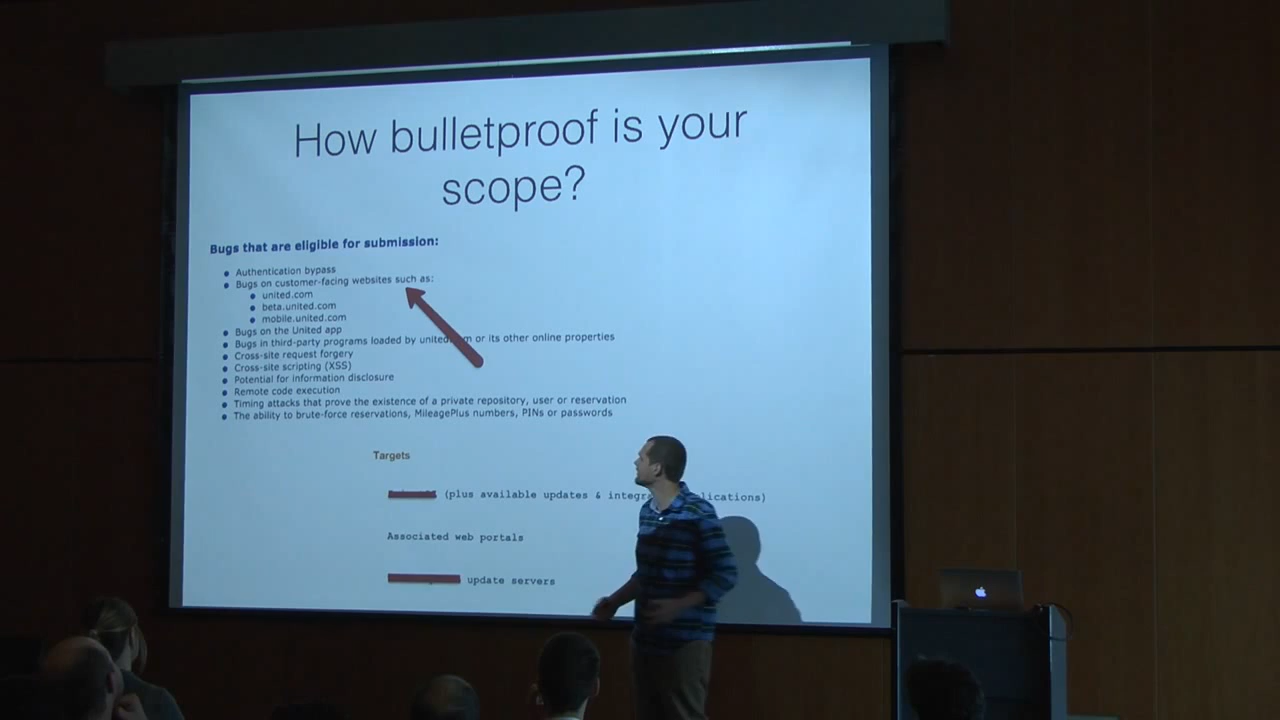 How bulletproof is your
scope?
Bugs that are eligible for submission:
Authentication bypass
Bugs on customer-facing websites such as:
united.com
beta.united.com
mobile.united.com
Bugs on the United app
Bugs in third-party programs loaded by united m or its other online properties
Cross-site request forgery
Cross-site scripting (XSS)
Potential for information disclosure
Remote code execution
Timing attacks that prove the existence of a private repository, user or reservation
The ability to brute-force reservations, MileagePlus numbers, PINs or passwords
Targets
(plus available updates &
Associated web portals
update servers